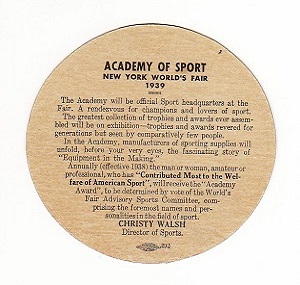 ACADEMY OF SPORT
NEW YORK WORLD'S FAIR
1939
The Academy will be official Sport headquarters at the
Fair. A rendezvous for champions and lovers of sport.
The greatest collection of trophies and awards ever assem-
bled will be on exhibition—trophies and awards revered for
generations but seen by comparatively few people.
In the Academy, manufacturers of sporting supplies will
unfold, before your very eyes, the fascinating story of
"Equipment in the Making."
Annually (effective 1938) the man or woman, amateur or
professional, who has "Contributed Most to the Wel-
fare of American Sport", will receive the "Academy
Award", to be determined by vote of the World's
Fair Advisory Sports Committee, com-
prising the foremost names and per-
sonalities in the field of sport.
CHRISTY WALSH
Director of Sports.